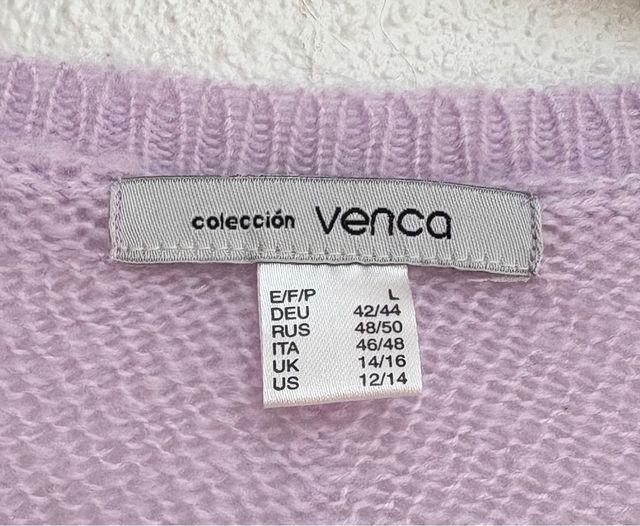 colección venca
E/F/P L
DEU 42/44
RUS 48/50
ITA 46/48
UK 14/16
US 12/14